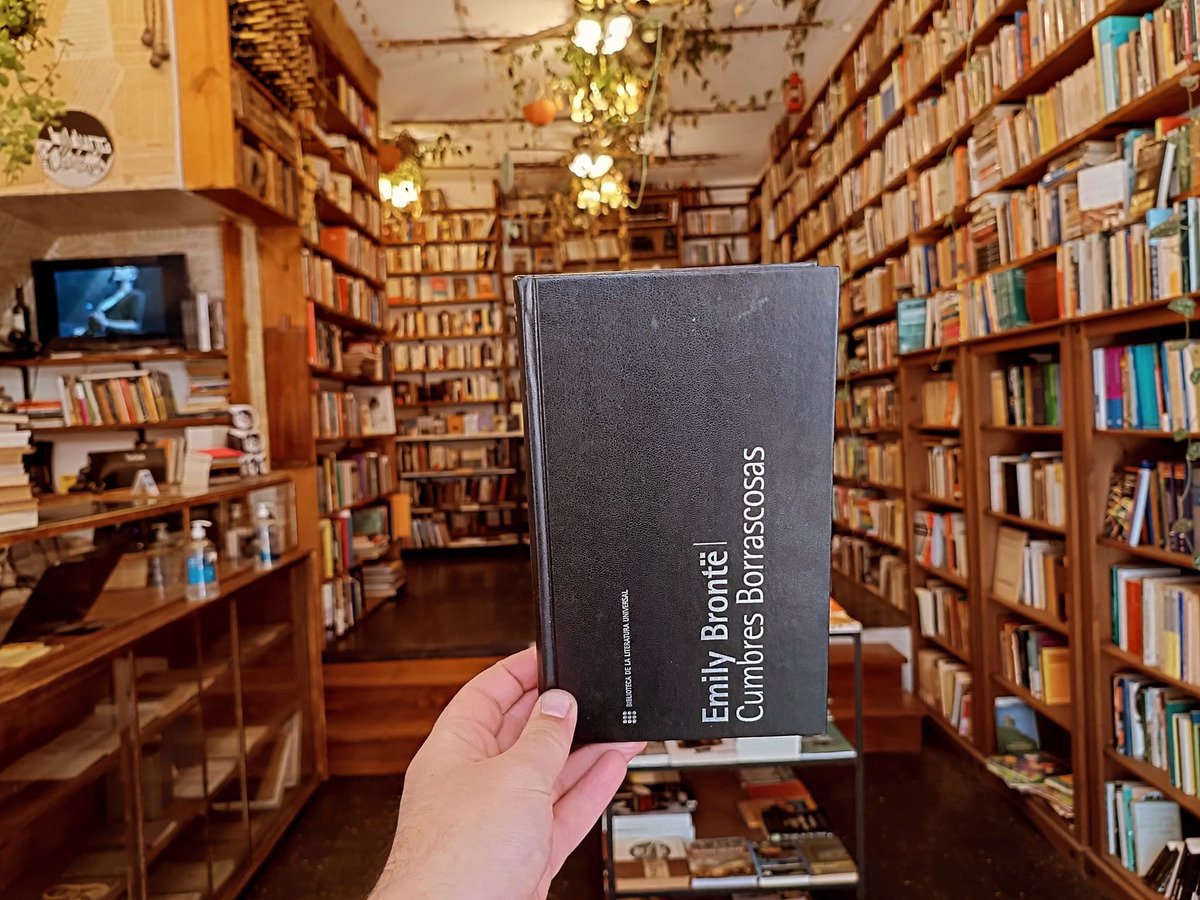 Emily Brontë|
Cumbres Borrascosas
BIBLIOTECA DE LA LITERATURA UNIVERSAL